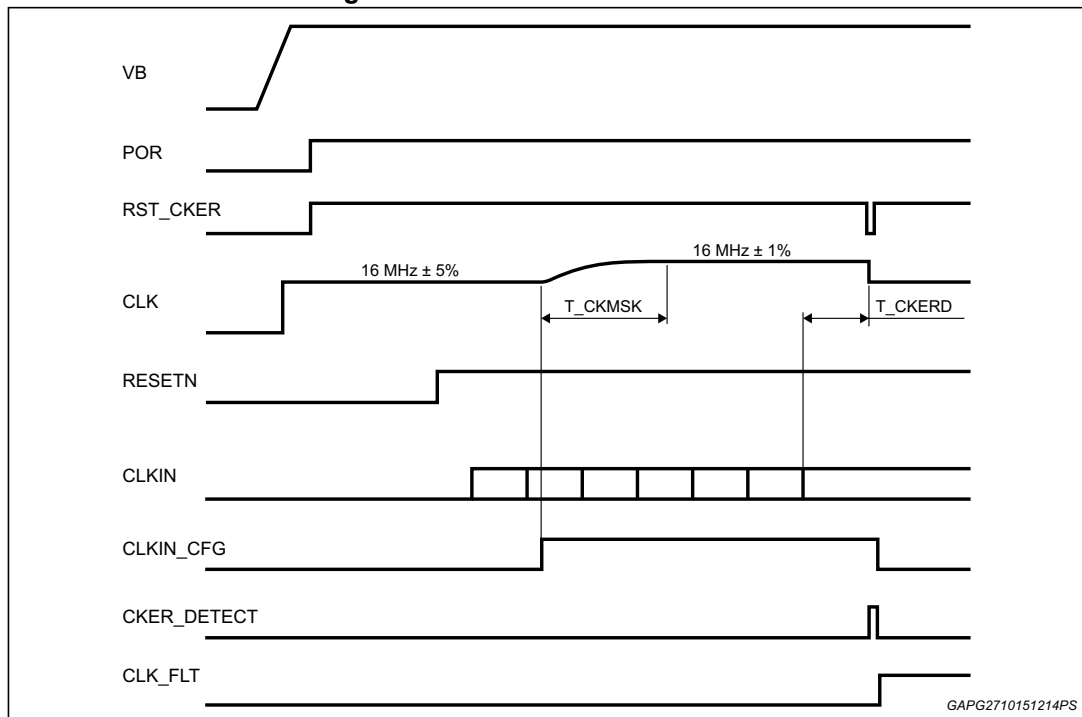 VB
POR
RST_CKER
16 MHz ± 5%
16 MHz ± 1%
CLK
T_CKMSK
T_CKERD
RESETN
CLKIN
CLKIN_CFG
CKER_DETECT
CLK_FLT
GAPG2710151214PS